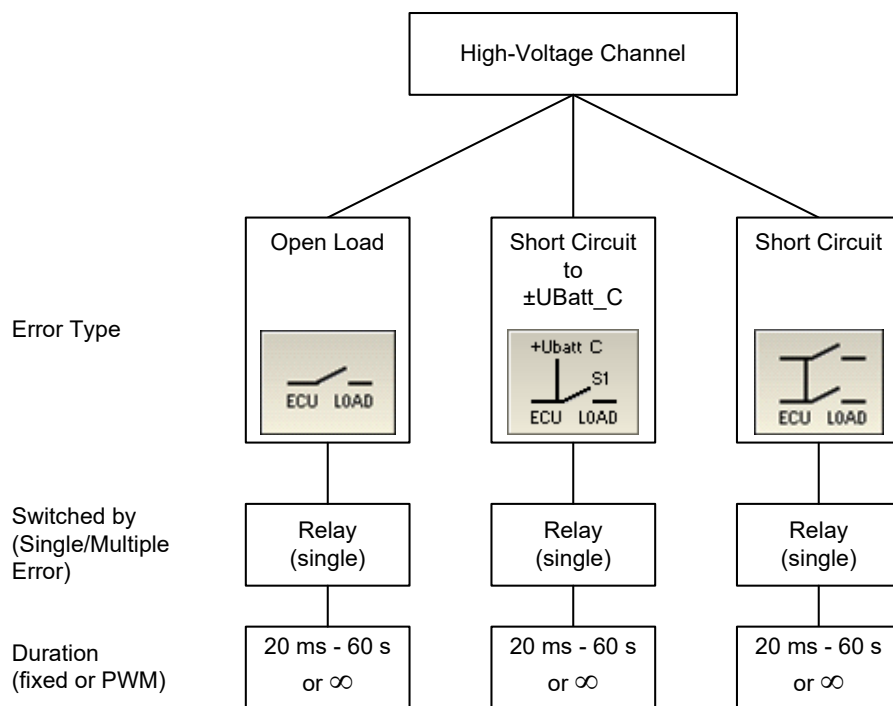 High-Voltage Channel
Error Type
Open Load
ECU LOAD
Short Circuit
to
±UBatt_C
+Ubatt C
S1
ECU LOAD
Short Circuit
ECU LOAD
Switched by
(Single/Multiple
Error)
Relay
(single)
Relay
(single)
Relay
(single)
Duration
(fixed or PWM)
20 ms - 60 s
or ∞
20 ms - 60 s
or ∞
20 ms - 60 s
or ∞